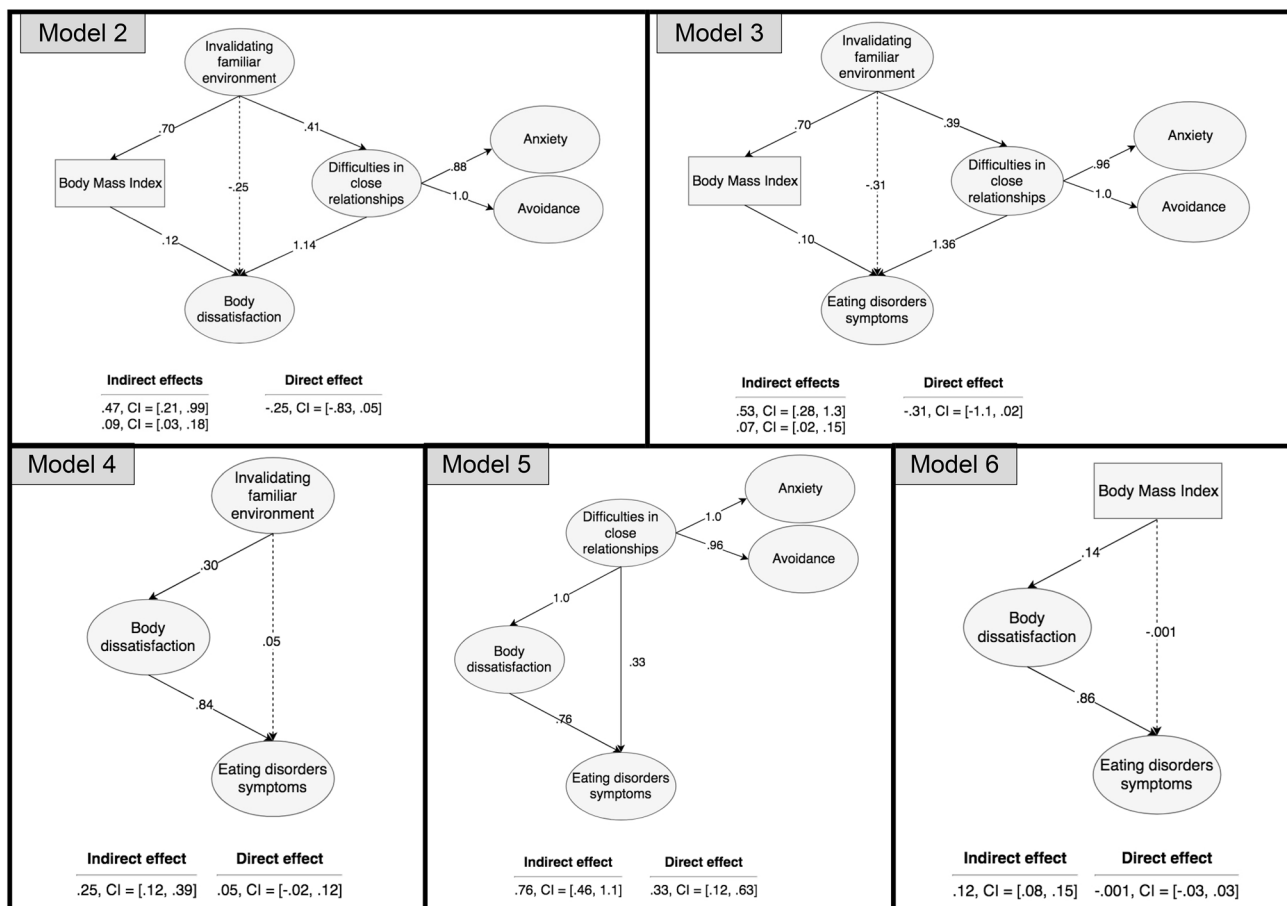 Model 2
Invalidating
familiar
environment
.70
.41
Anxiety
.88
Body Mass Index
-.25
Difficulties in
close
relationships
1.0
Avoidance
.12
1.14
Body
dissatisfaction
Indirect effects
Direct effect
.47, CI = [.21, .99]
-.25, CI = [-.83, .05]
.09, CI = [.03, .18]
Model 3
Invalidating
familiar
environment
.70
.39
Anxiety
.96
Body Mass Index
-.31
Difficulties in
close
relationships
1.0
Avoidance
.10
1.36
Eating disorders
symptoms
Indirect effects
Direct effect
.53, CI = [.28, 1.3]
-.31, CI = [-1.1, .02]
.07, CI = [.02, .15]
Model 4
Invalidating
familiar
environment
.30
Body
dissatisfaction
.05
.84
Eating disorders
symptoms
Indirect effect
Direct effect
.25, CI = [.12, .39]
.05, CI = [-.02, .12]
Model 5
Anxiety
Difficulties in
close
relationships
1.0
.96
Avoidance
1.0
Body
dissatisfaction
.33
.76
Eating disorders
symptoms
Indirect effect
Direct effect
.76, CI = [.46, 1.1]
.33, CI = [.12, .63]
Model 6
Body Mass Index
.14
Body
dissatisfaction
-.001
.86
Eating disorders
symptoms
Indirect effect
Direct effect
.12, CI = [.08, .15]
-.001, CI = [-.03, .03]